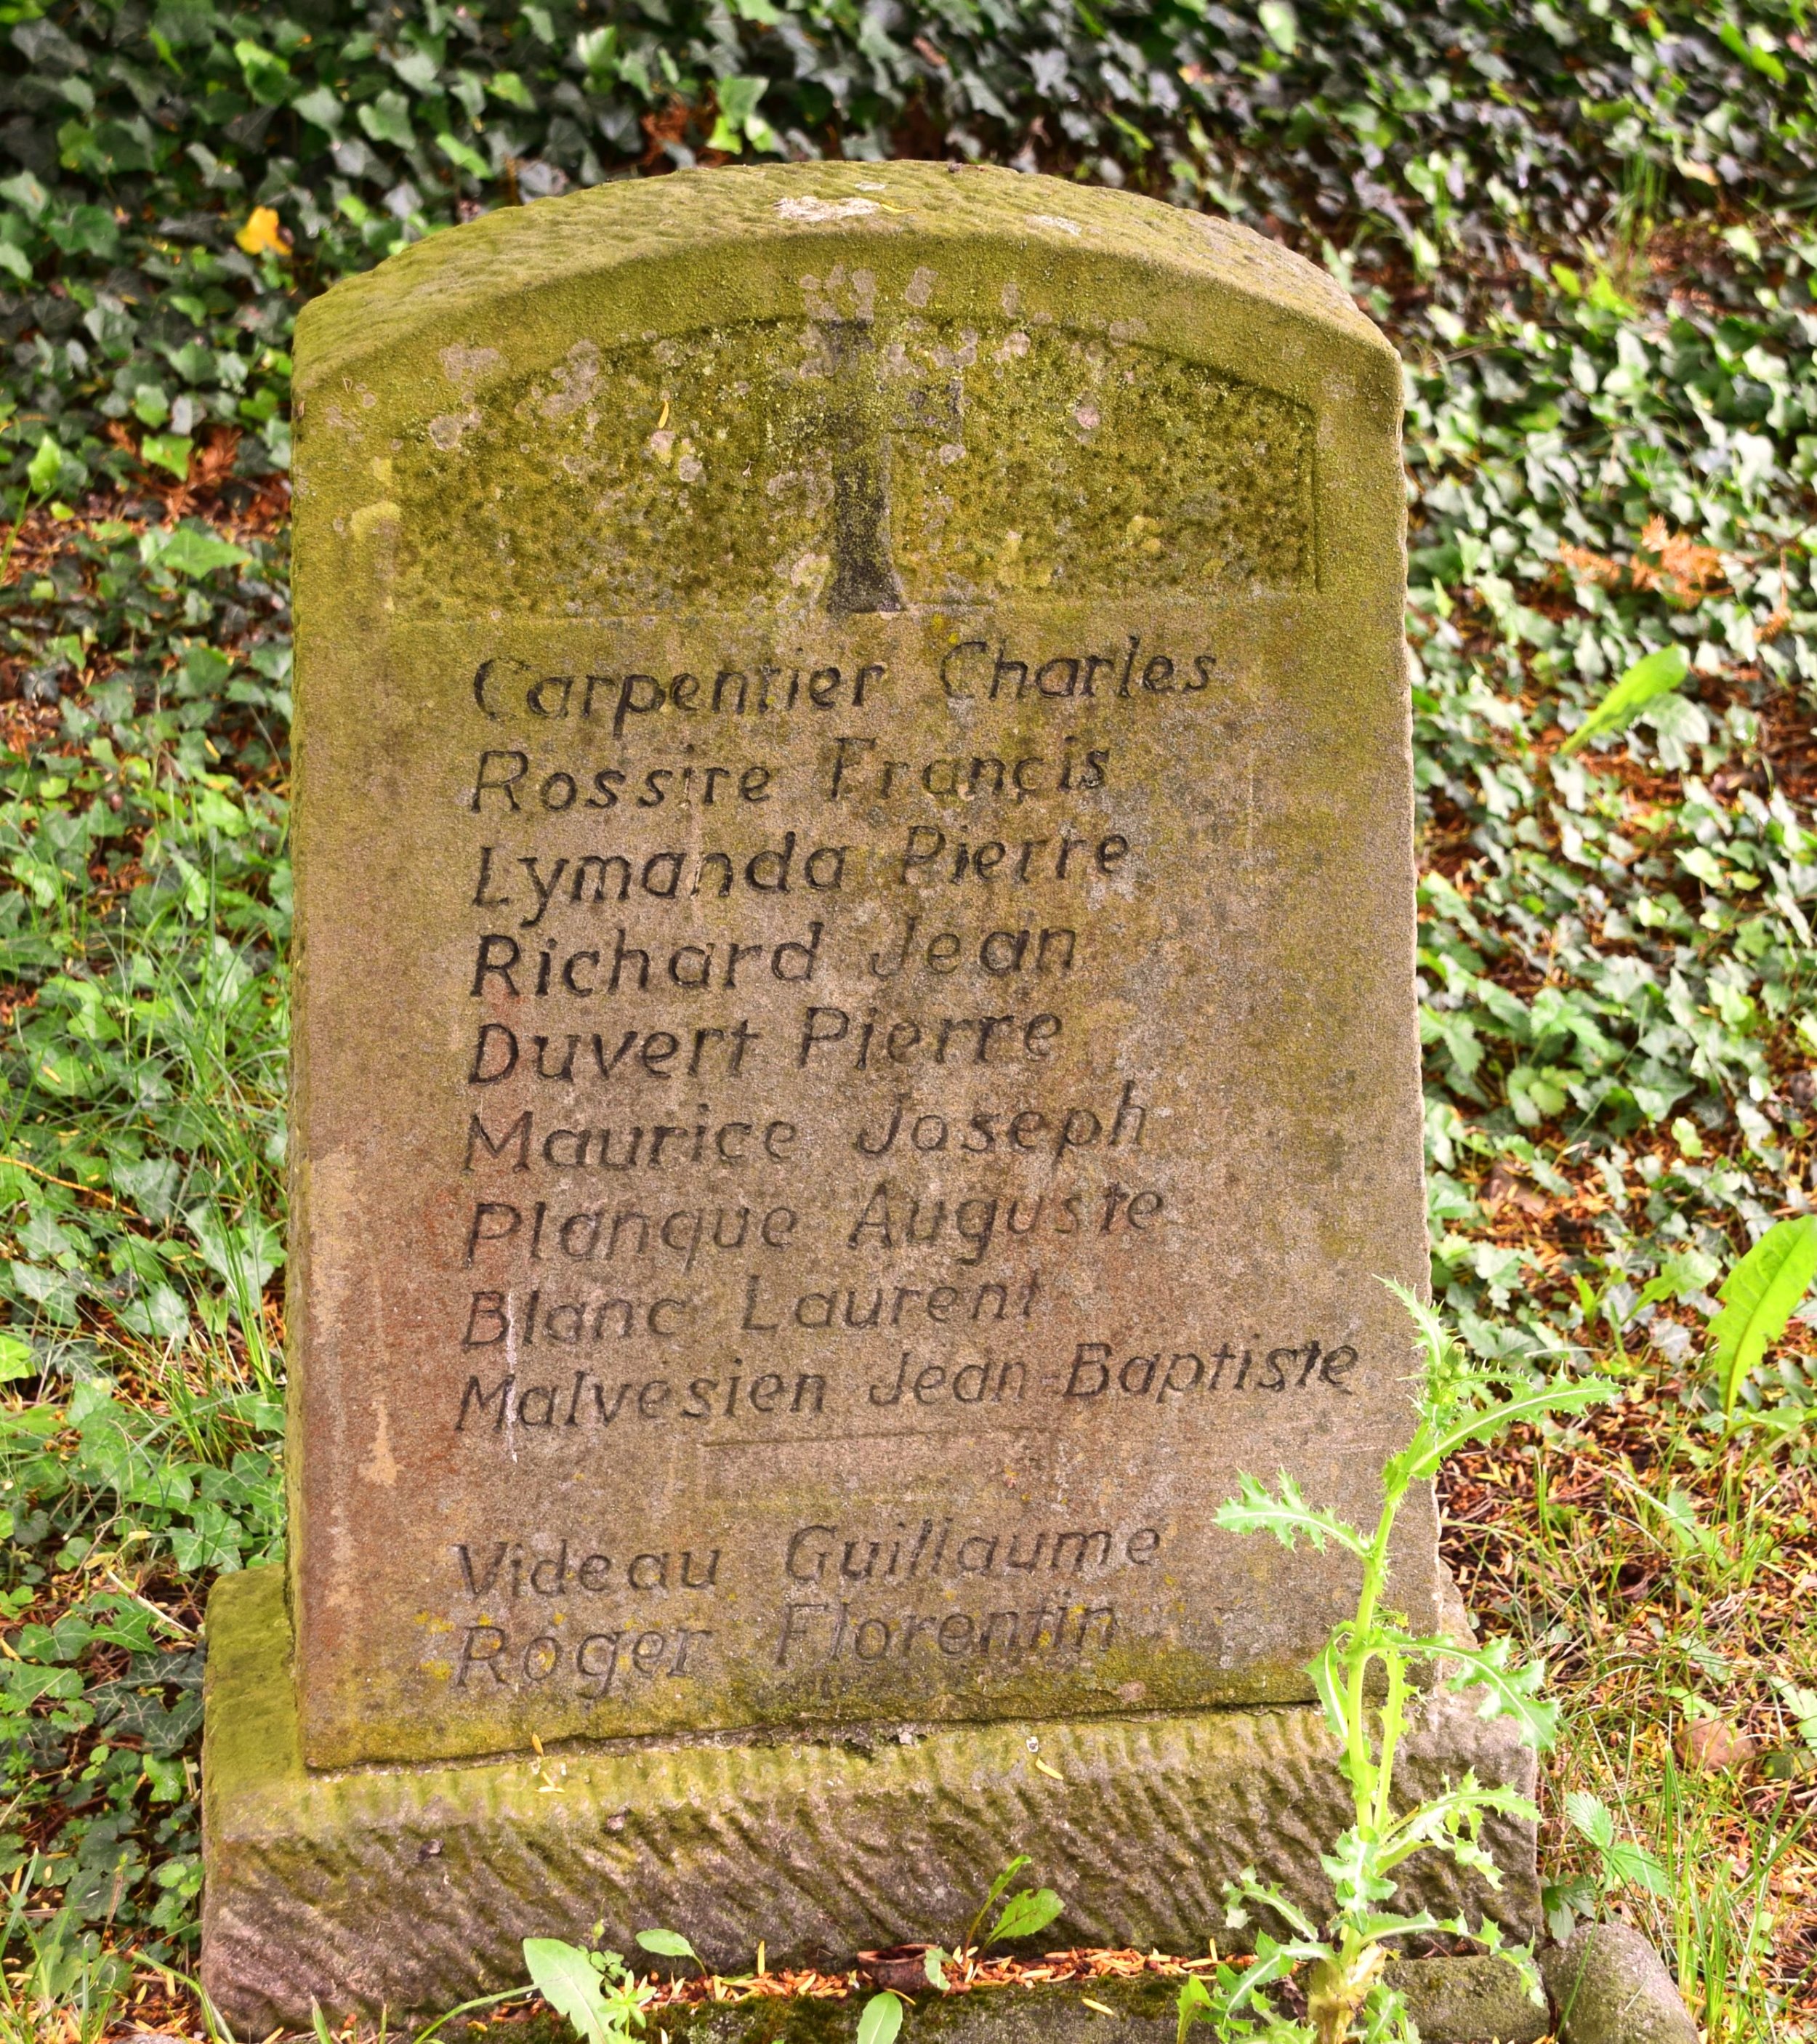 Carpentier Charles
Rossire Françis
Lymanda Pierre
Richard Jean
Duvert Pierre
Maurice Joseph
Planque Auguste
Blanc Laurent
Malvesien Jean-Baptiste
Videau Guillaume
Roger Florentin